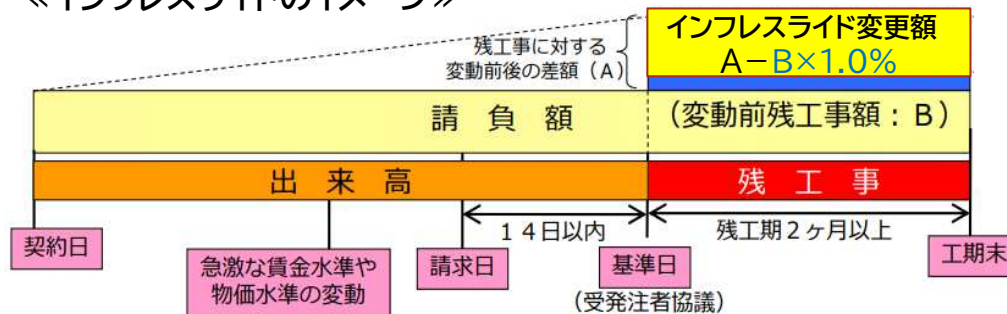 ≪インフレスライドのイメージ≫
残工事に対する
変動前後の差額(A)
インフレスライド変更額
A-B×1.0%
請 負 額
(変動前残工事額:B)
出 来 高
残 工 事
14日以内
残工期2ヶ月以上
契約日
急激な賃金水準や
物価水準の変動
請求日
基準日
(受発注者協議)
工期末